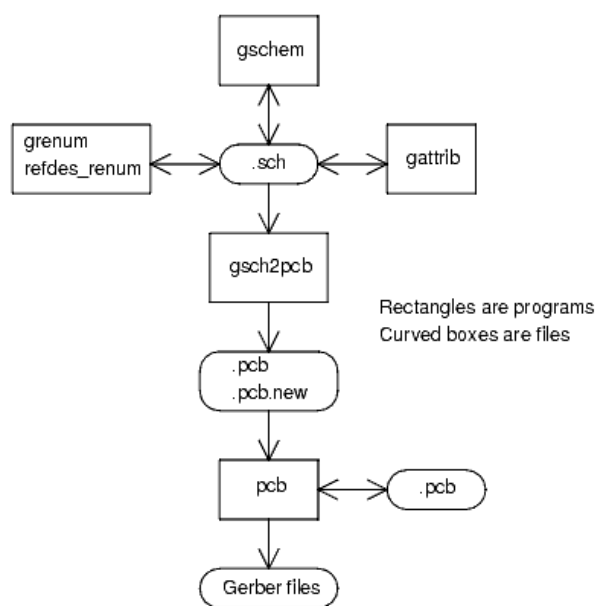 gschem
grenum
refdes_renum
.sch
gattrib
gsch2pcb
Rectangles are programs
Curved boxes are files
.pcb
.pcb.new
pcb
.pcb
Gerber files